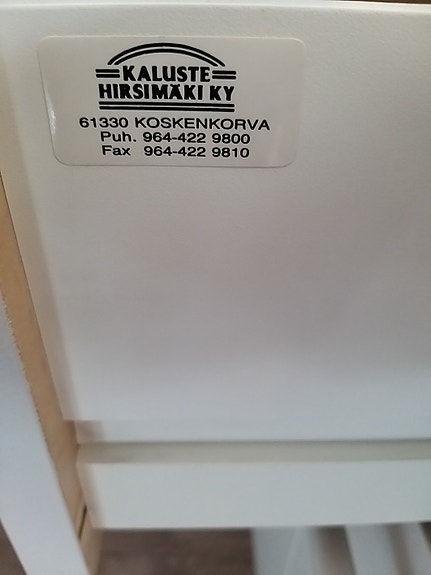 KALUSTE
HIRSIMÄKI KY
61330 KOSKENKORVA
Puh. 964-422 9800
Fax 964-422 9810